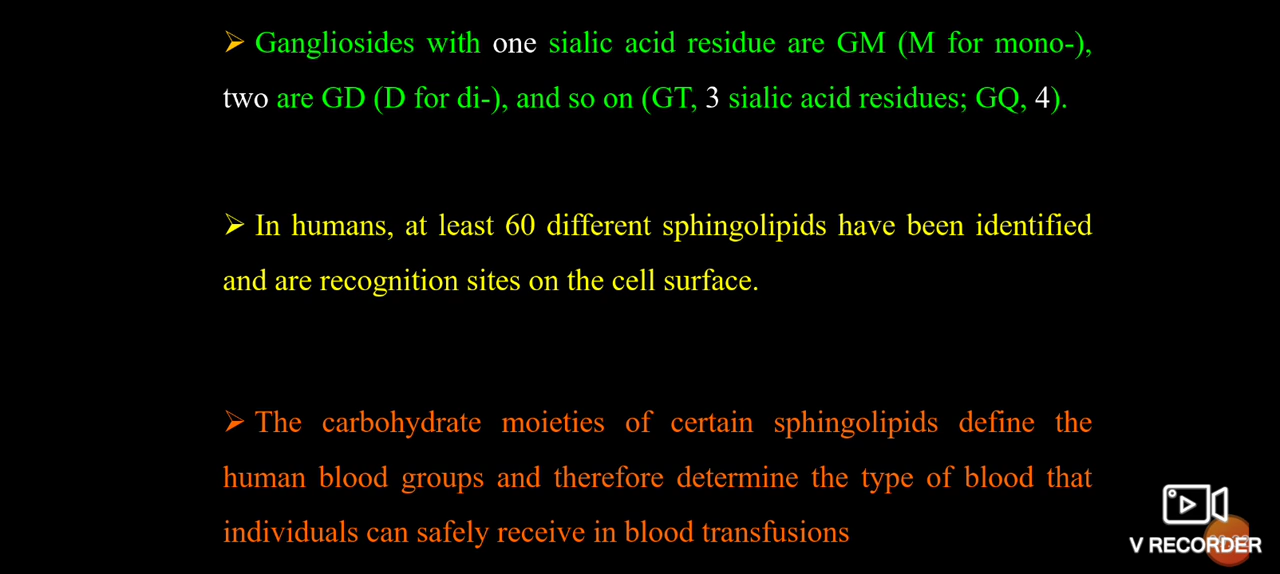 ➢ Gangliosides with one sialic acid residue are GM (M for mono-),
two are GD (D for di-), and so on (GT, 3 sialic acid residues; GQ, 4).
➢ In humans, at least 60 different sphingolipids have been identified
and are recognition sites on the cell surface.
➢ The carbohydrate moieties of certain sphingolipids define the
human blood groups and therefore determine the type of blood that
individuals can safely receive in blood transfusions
V RECORDER